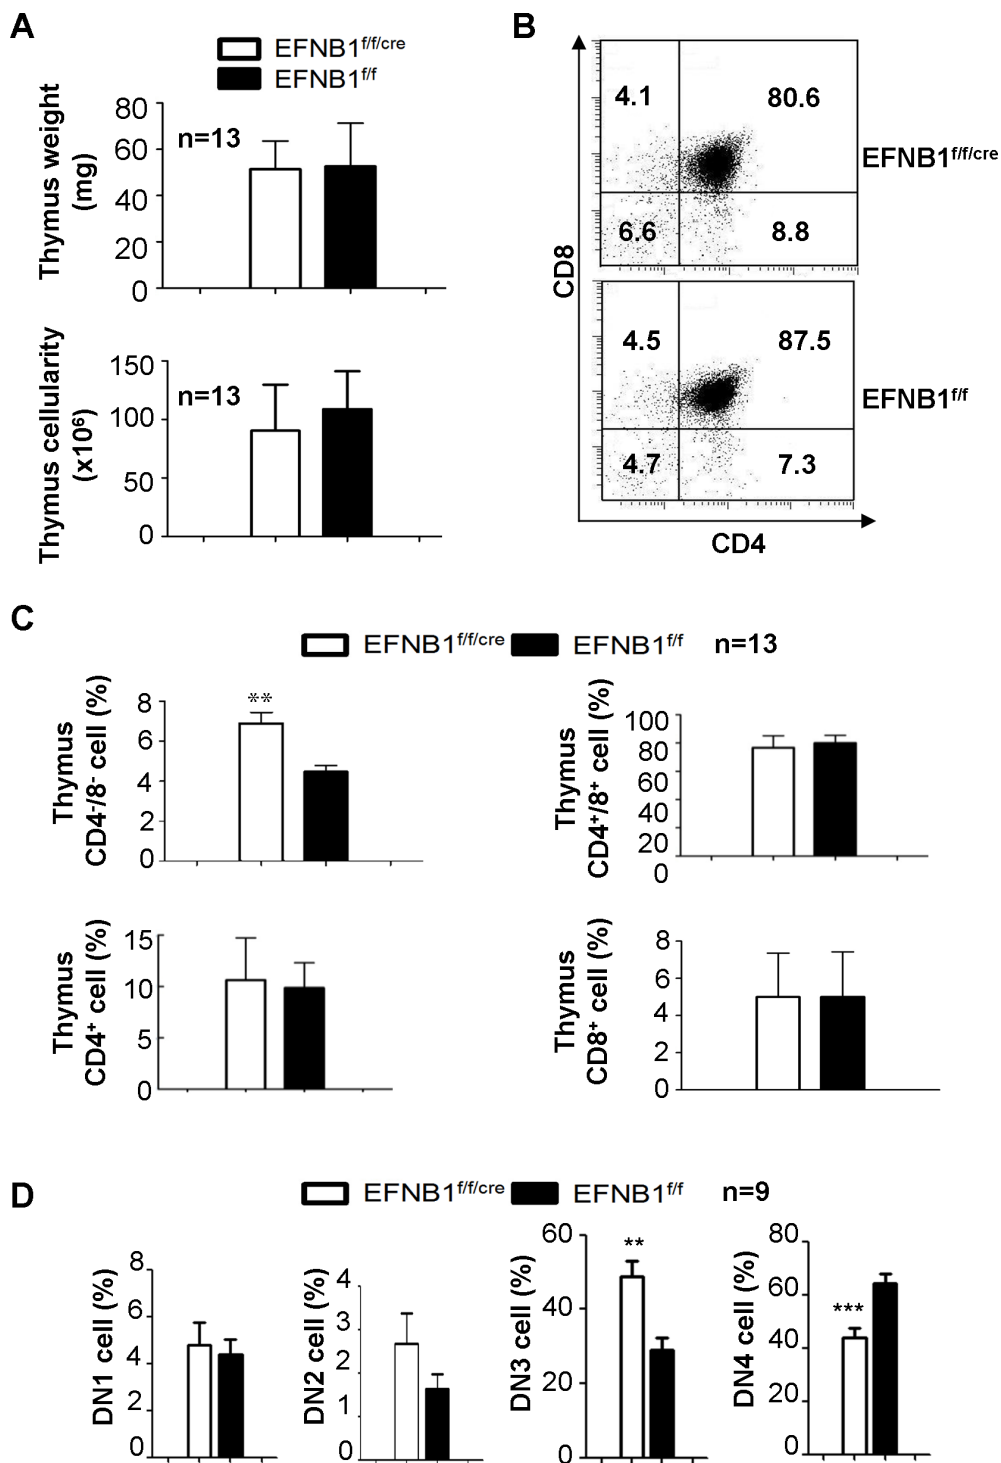 A
EFNB1f/f/cre
EFNB1f/f
Thymus weight
(mg)
80
60
40
20
0
n=13
Thymus cellularity
(x10⁶)
150
100
50
0
n=13
B
CD8
4.1
80.6
6.6
8.8
EFNB1f/f/cre
4.5
87.5
4.7
7.3
EFNB1f/f
CD4
C
EFNB1f/f/cre
EFNB1f/f
n=13
Thymus
CD4⁻/8⁻ cell (%)
8
6
4
2
0
**
Thymus
CD4⁺/8⁺ cell (%)
100
80
60
40
20
0
Thymus
CD4⁺ cell (%)
15
10
5
0
Thymus
CD8⁺ cell (%)
8
6
4
2
0
D
EFNB1f/f/cre
EFNB1f/f
n=9
DN1 cell (%)
8
6
4
2
0
DN2 cell (%)
4
3
2
1
0
DN3 cell (%)
60
40
20
0
**
DN4 cell (%)
80
60
40
20
0
***